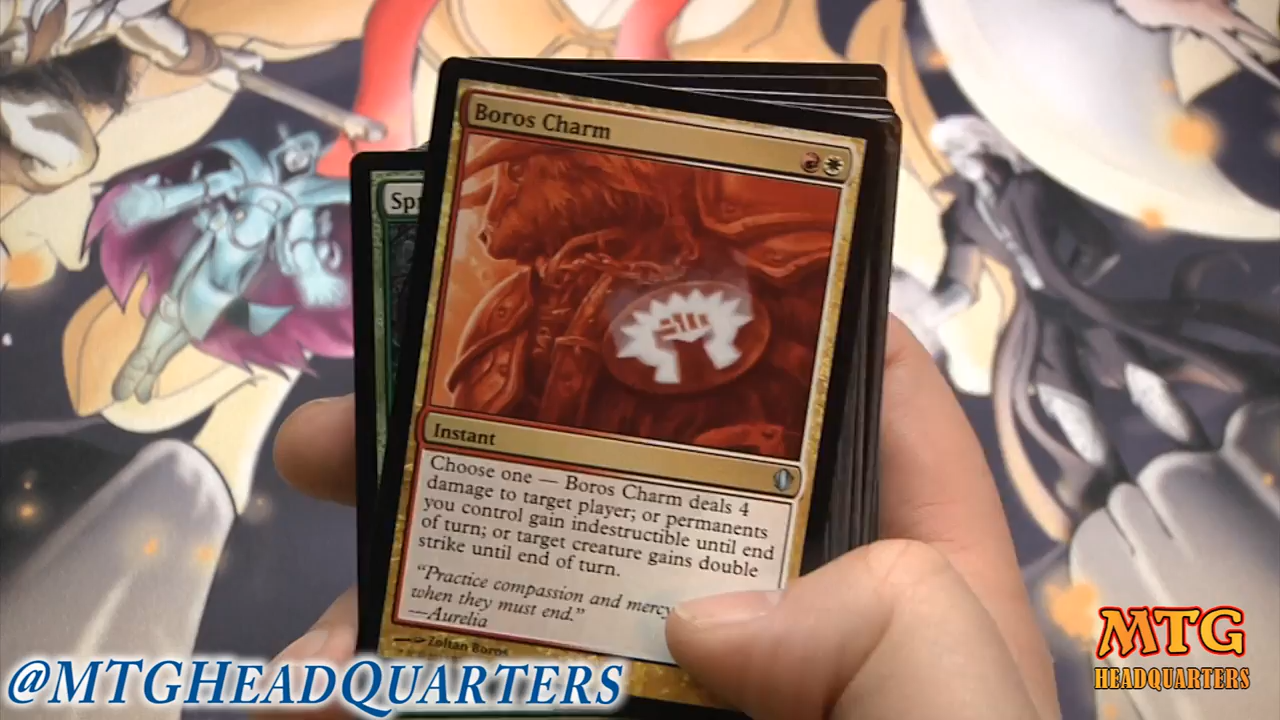 Boros Charm
Spr
Instant
Choose one — Boros Charm deals 4
damage to target player; or permanents
you control gain indestructible until end
of turn; or target creature gains double
strike until end of turn.
“Practice compassion and mercy
when they must end.”
—Aurelia
Zoltan Boros
@MTGHEADQUARTERS
MTG
HEADQUARTERS